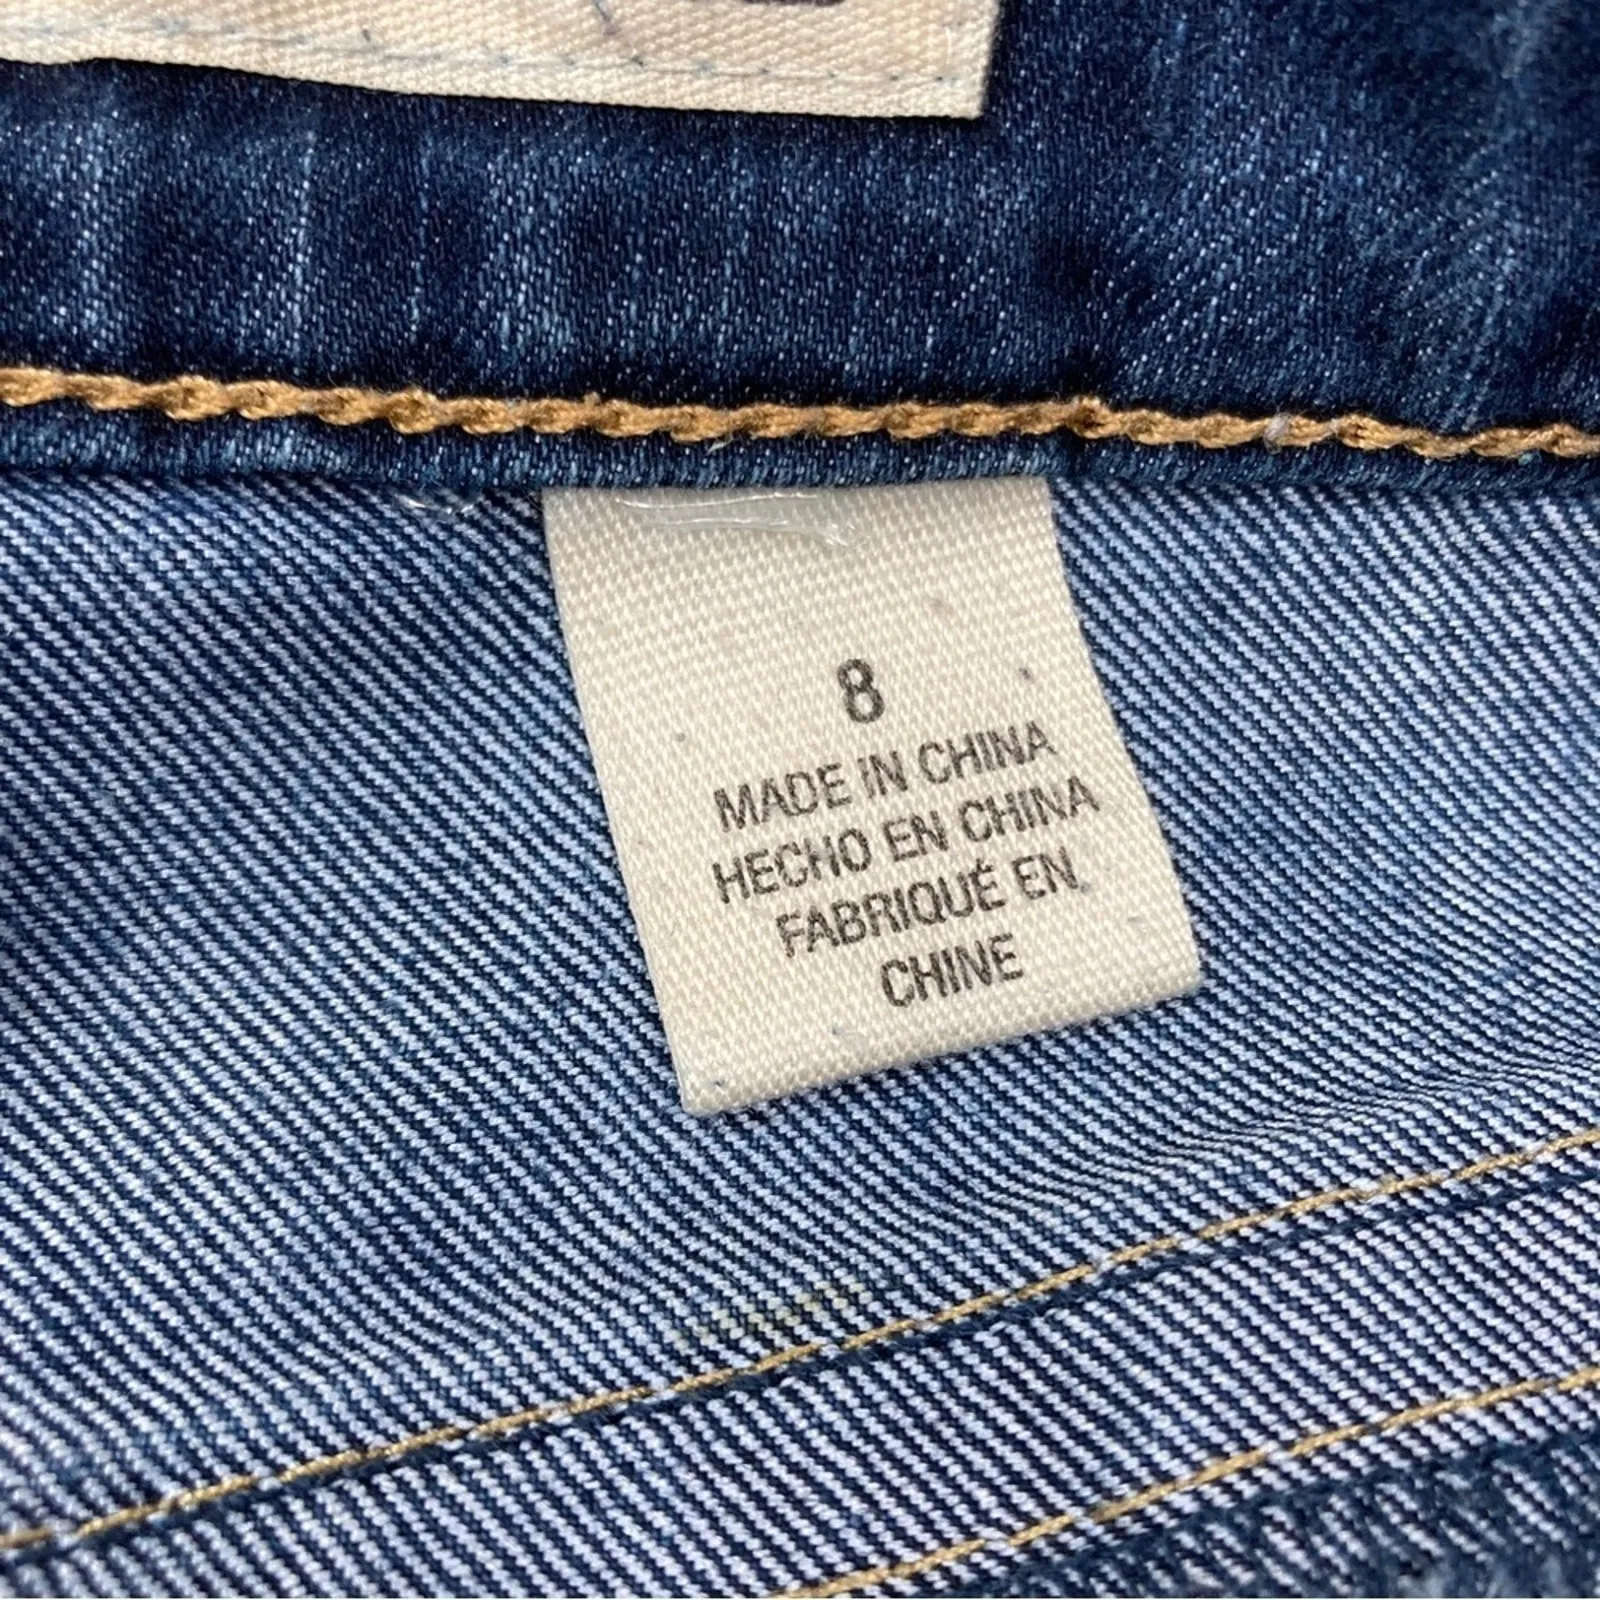 8
MADE IN CHINA
HECHO EN CHINA
FABRIQUÉ EN
CHINE